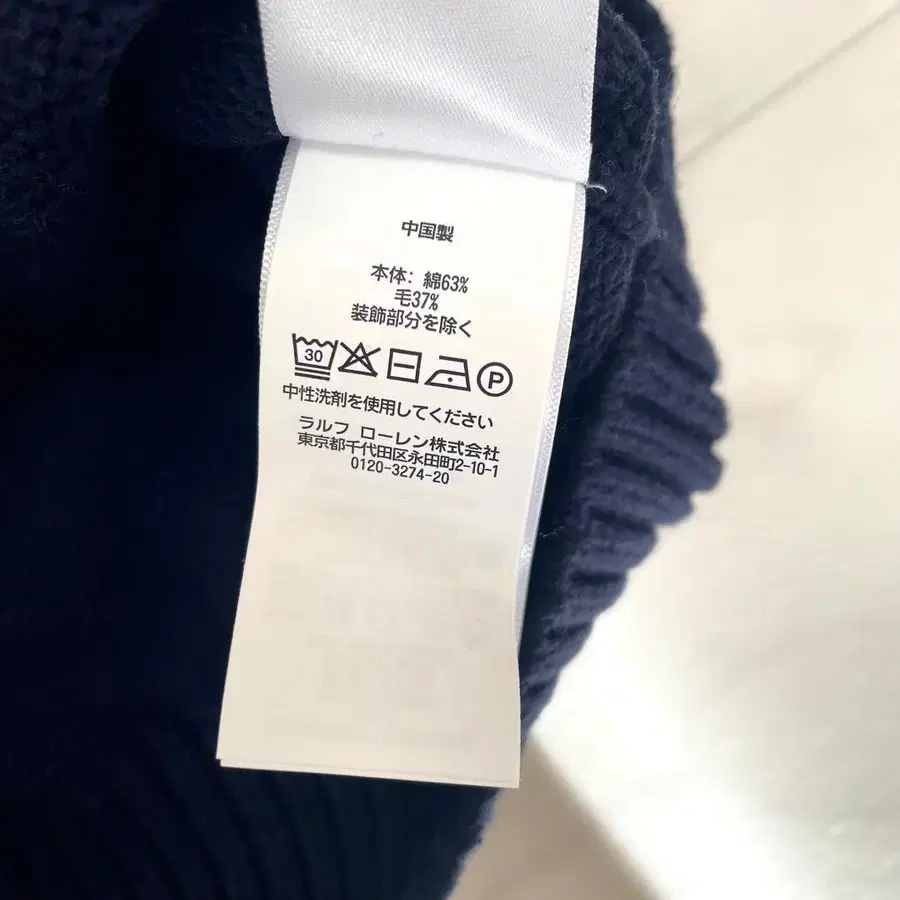 中国製
本体: 綿63%
毛37%
装飾部分を除く
30 P
中性洗剤を使用してください
ラルフ ローレン株式会社
東京都千代田区永田町2-10-1
0120-3274-20